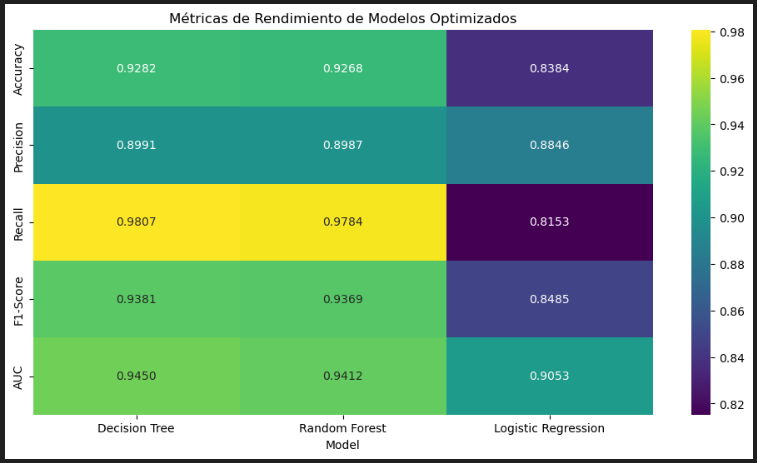 Métricas de Rendimiento de Modelos Optimizados
Accuracy 0.9282 0.9268 0.8384
Precision 0.8991 0.8987 0.8846
Recall 0.9807 0.9784 0.8153
F1-Score 0.9381 0.9369 0.8485
AUC 0.9450 0.9412 0.9053
Decision Tree Random Forest Logistic Regression
Model
0.98
0.96
0.94
0.92
0.90
0.88
0.86
0.84
0.82